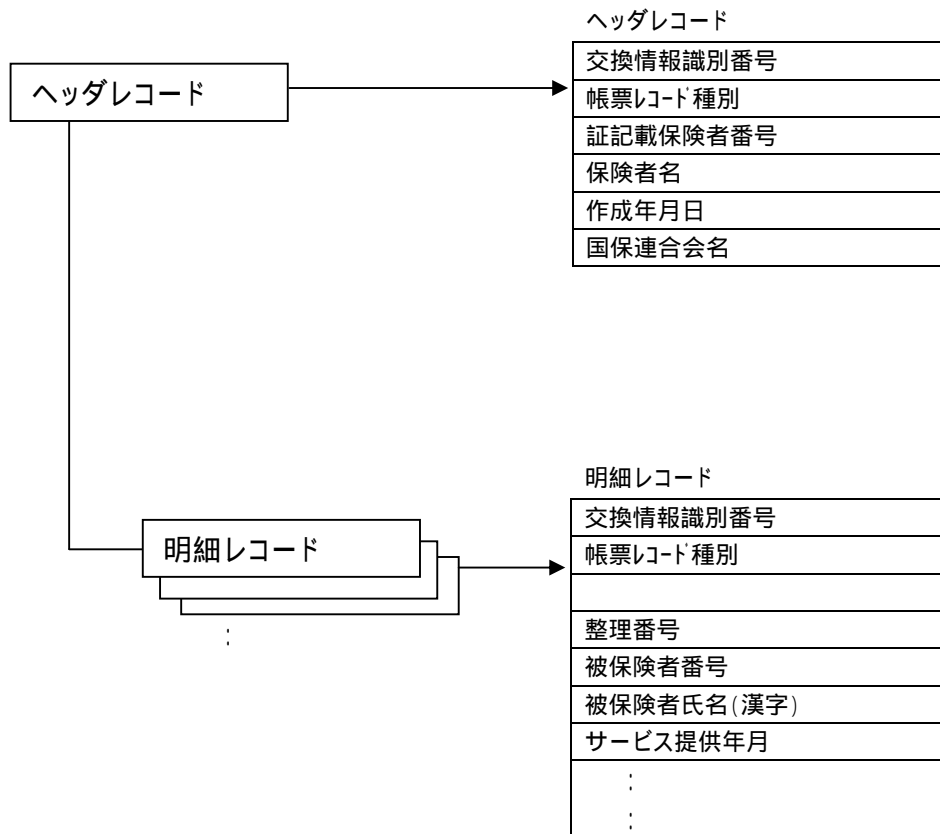 ヘッダレコード
ヘッダレコード
交換情報識別番号
帳票ﾚｺｰﾄﾞ種別
証記載保険者番号
保険者名
作成年月日
国保連合会名
明細レコード
明細レコード
交換情報識別番号
帳票ﾚｺｰﾄﾞ種別
整理番号
被保険者番号
被保険者氏名(漢字)
サービス提供年月
:
:
: